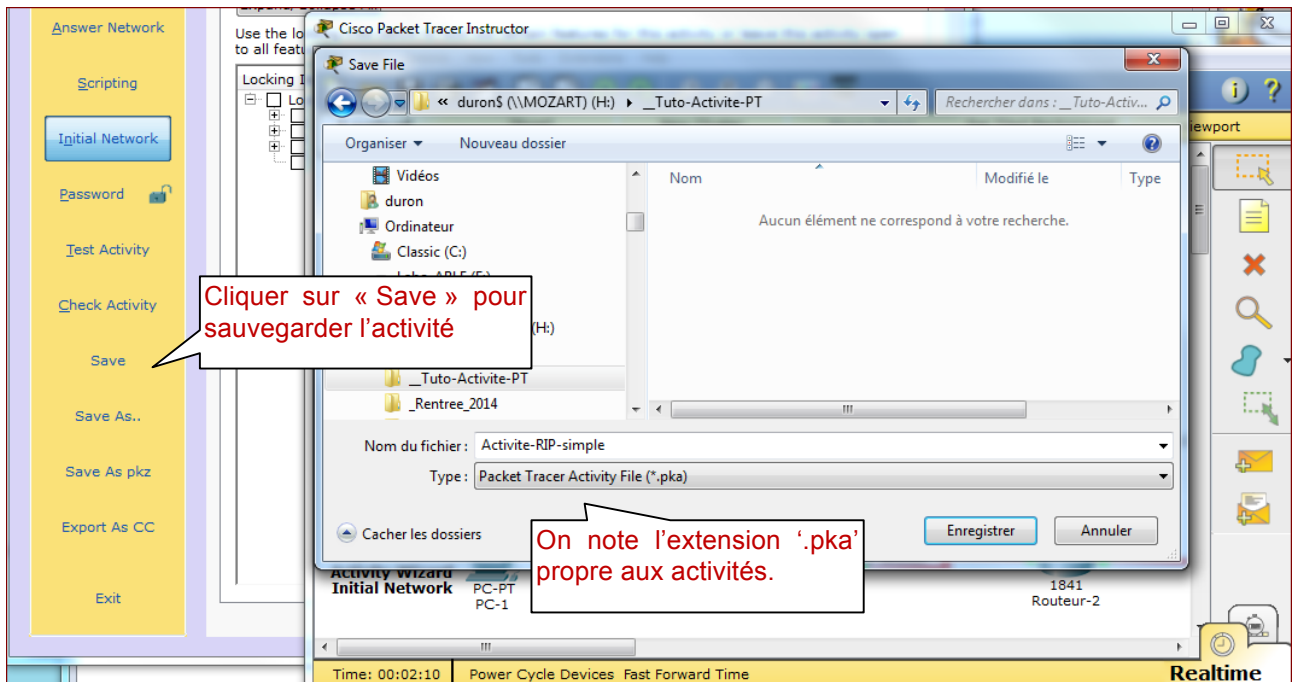 Answer Network
Scripting
Initial Network
Password
Test Activity
Check Activity
Save
Save As..
Save As pkz
Export As CC
Exit
Use the lo
to all featu
Locking I
Lo
Cisco Packet Tracer Instructor
Save File
« duron$ (\\MOZART) (H:) ▸ __Tuto-Activite-PT
Rechercher dans : __Tuto-Activ...
Organiser ▾ Nouveau dossier
Vidéos
duron
Ordinateur
Classic (C:)
(H:)
__Tuto-Activite-PT
_Rentree_2014
Nom Modifié le Type
Aucun élément ne correspond à votre recherche.
Cliquer sur « Save » pour
sauvegarder l’activité
Nom du fichier : Activite-RIP-simple
Type : Packet Tracer Activity File (*.pka)
Cacher les dossiers
Enregistrer Annuler
On note l’extension ‘.pka’
propre aux activités.
Activity Wizard
Initial Network
PC-PT
PC-1
1841
Routeur-2
iewport
Time: 00:02:10 Power Cycle Devices Fast Forward Time
Realtime